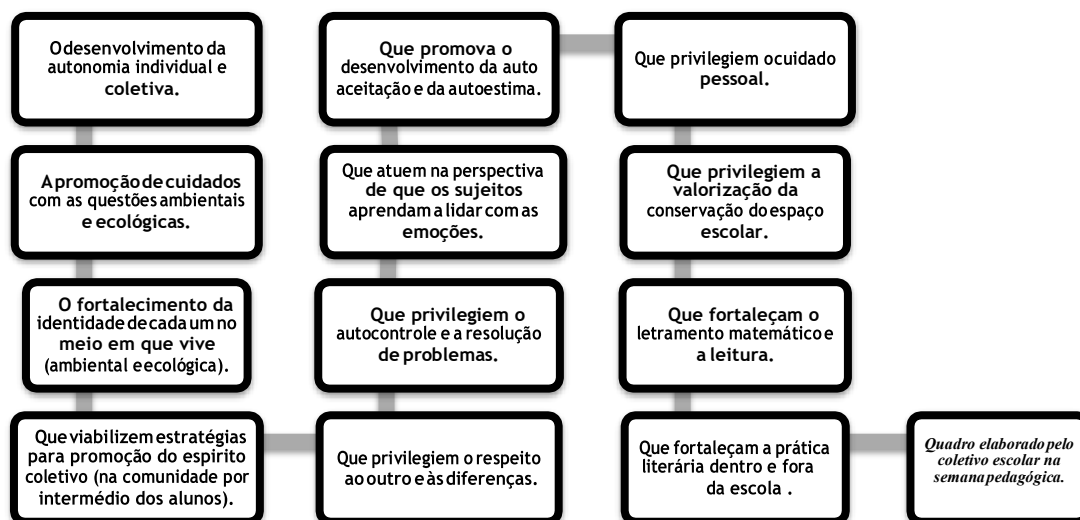 O desenvolvimento da
autonomia individual e
coletiva.
A promoção de cuidados
com as questões ambientais
e ecológicas.
O fortalecimento da
identidade de cada um no
meio em que vive
(ambiental e ecológica).
Que viabilizem estratégias
para promoção do espirito
coletivo (na comunidade por
intermédio dos alunos).
Que privilegiem o respeito
ao outro e às diferenças.
Que privilegiem o
autocontrole e a resolução
de problemas.
Que atuem na perspectiva
de que os sujeitos
aprendam a lidar com as
emoções.
Que promova o
desenvolvimento da auto
aceitação e da autoestima.
Que privilegiem o cuidado
pessoal.
Que privilegiem a
valorização da
conservação do espaço
escolar.
Que fortaleçam o
letramento matemático e
a leitura.
Que fortaleçam a prática
literária dentro e fora
da escola .
Quadro elaborado pelo
coletivo escolar na
semana pedagógica.